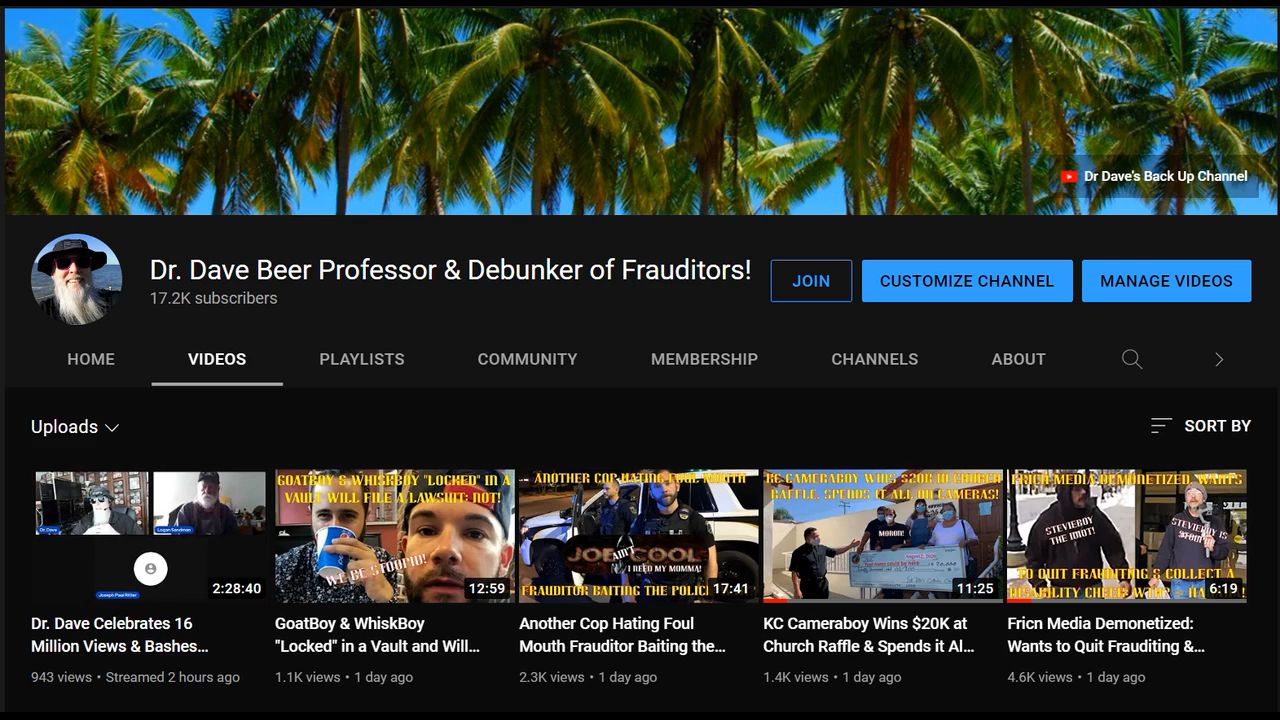 Dr Dave's Back Up Channel
Dr. Dave Beer Professor & Debunker of Frauditors!
17.2K subscribers
JOIN
CUSTOMIZE CHANNEL
MANAGE VIDEOS
HOME
VIDEOS
PLAYLISTS
COMMUNITY
MEMBERSHIP
CHANNELS
ABOUT
Uploads
SORT BY
Dr. Dave
Logan Sandman
Joseph Paul Ritter
2:28:40
GOATBOY & WHISKBOY "LOCKED" IN A
VAULT WILL FILE A LAWSUIT: NOT!
WE BE STOOPID!
12:59
ANOTHER COP HATING FOUL MOUTH
JOE AIN'T COOL
I NEED MY MOMMA!
FRAUDITOR BAITING THE POLIC
17:41
KC CAMERABOY WINS $20K IN CHURCH
RAFFLE, SPENDS IT ALL ON CAMERAS!
MORON!
11:25
FRICN MEDIA DEMONETIZED, WANTS
STEVIEBOY
THE IDIOT!
STEVIEBOY IS
TO QUIT FRAUDITING & COLLECT A
DISABILITY CHECK
6:19
Dr. Dave Celebrates 16
Million Views & Bashes...
943 views • Streamed 2 hours ago
GoatBoy & WhiskBoy
"Locked" in a Vault and Will...
1.1K views • 1 day ago
Another Cop Hating Foul
Mouth Frauditor Baiting the...
2.3K views • 1 day ago
KC Cameraboy Wins $20K at
Church Raffle & Spends it Al...
1.4K views • 1 day ago
Fricn Media Demonetized:
Wants to Quit Frauditing &...
4.6K views • 1 day ago